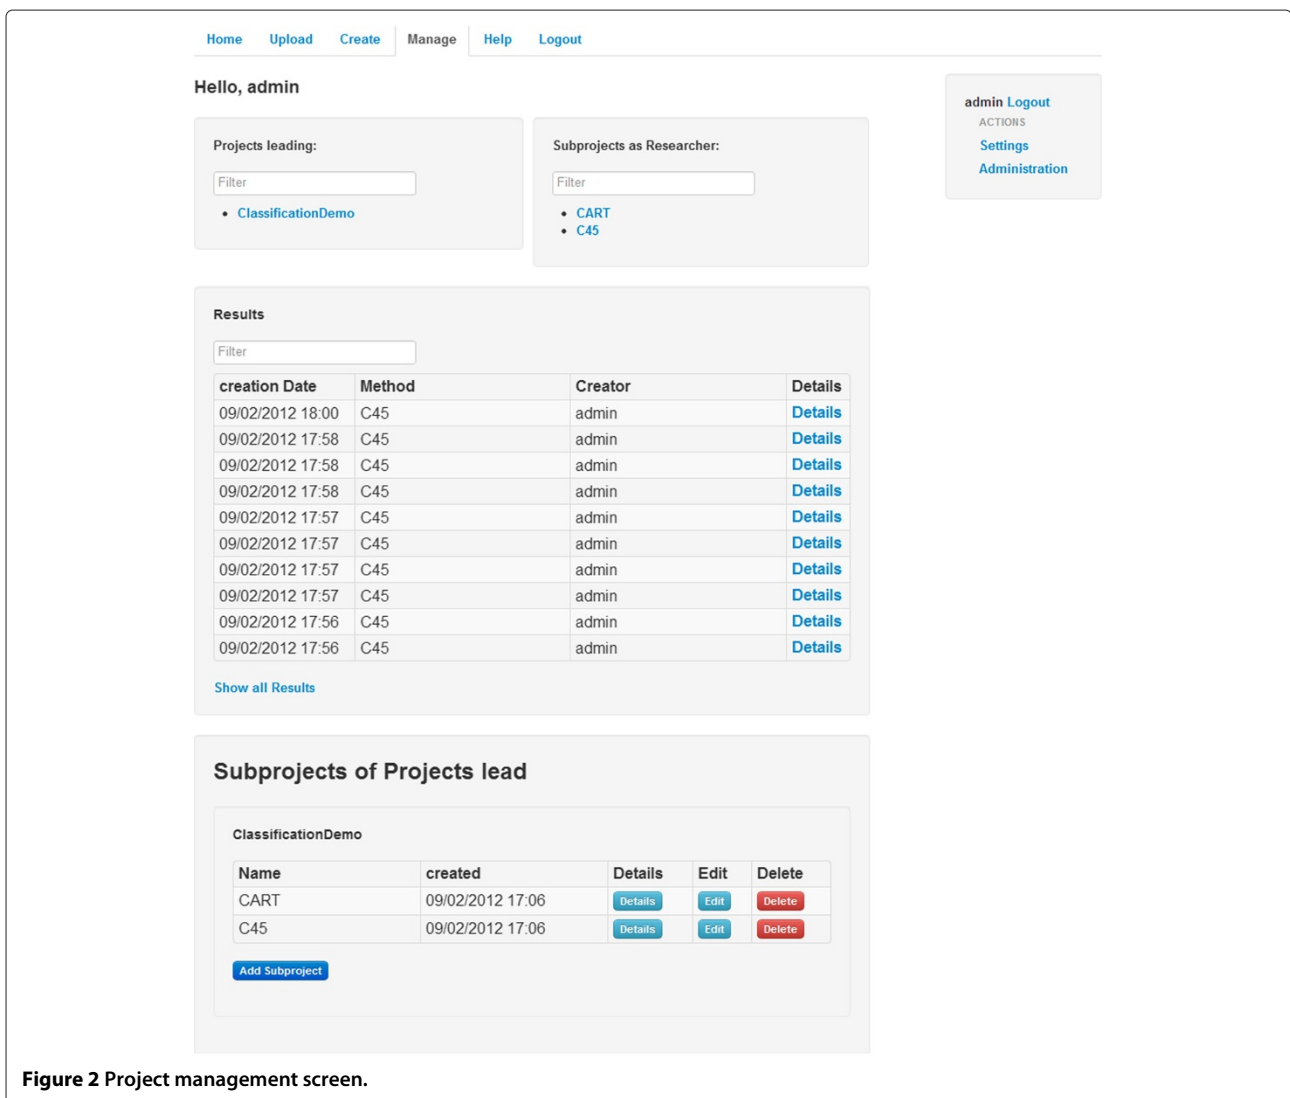 Home Upload Create Manage Help Logout
Hello, admin
admin Logout
ACTIONS
Settings
Administration
Projects leading:
Filter
ClassificationDemo
Subprojects as Researcher:
Filter
CART
C45
Results
Filter
creation Date Method Creator Details
09/02/2012 18:00 C45 admin Details
09/02/2012 17:58 C45 admin Details
09/02/2012 17:58 C45 admin Details
09/02/2012 17:58 C45 admin Details
09/02/2012 17:57 C45 admin Details
09/02/2012 17:57 C45 admin Details
09/02/2012 17:57 C45 admin Details
09/02/2012 17:57 C45 admin Details
09/02/2012 17:56 C45 admin Details
09/02/2012 17:56 C45 admin Details
Show all Results
Subprojects of Projects lead
ClassificationDemo
Name created Details Edit Delete
CART 09/02/2012 17:06 Details Edit Delete
C45 09/02/2012 17:06 Details Edit Delete
Add Subproject
Figure 2 Project management screen.